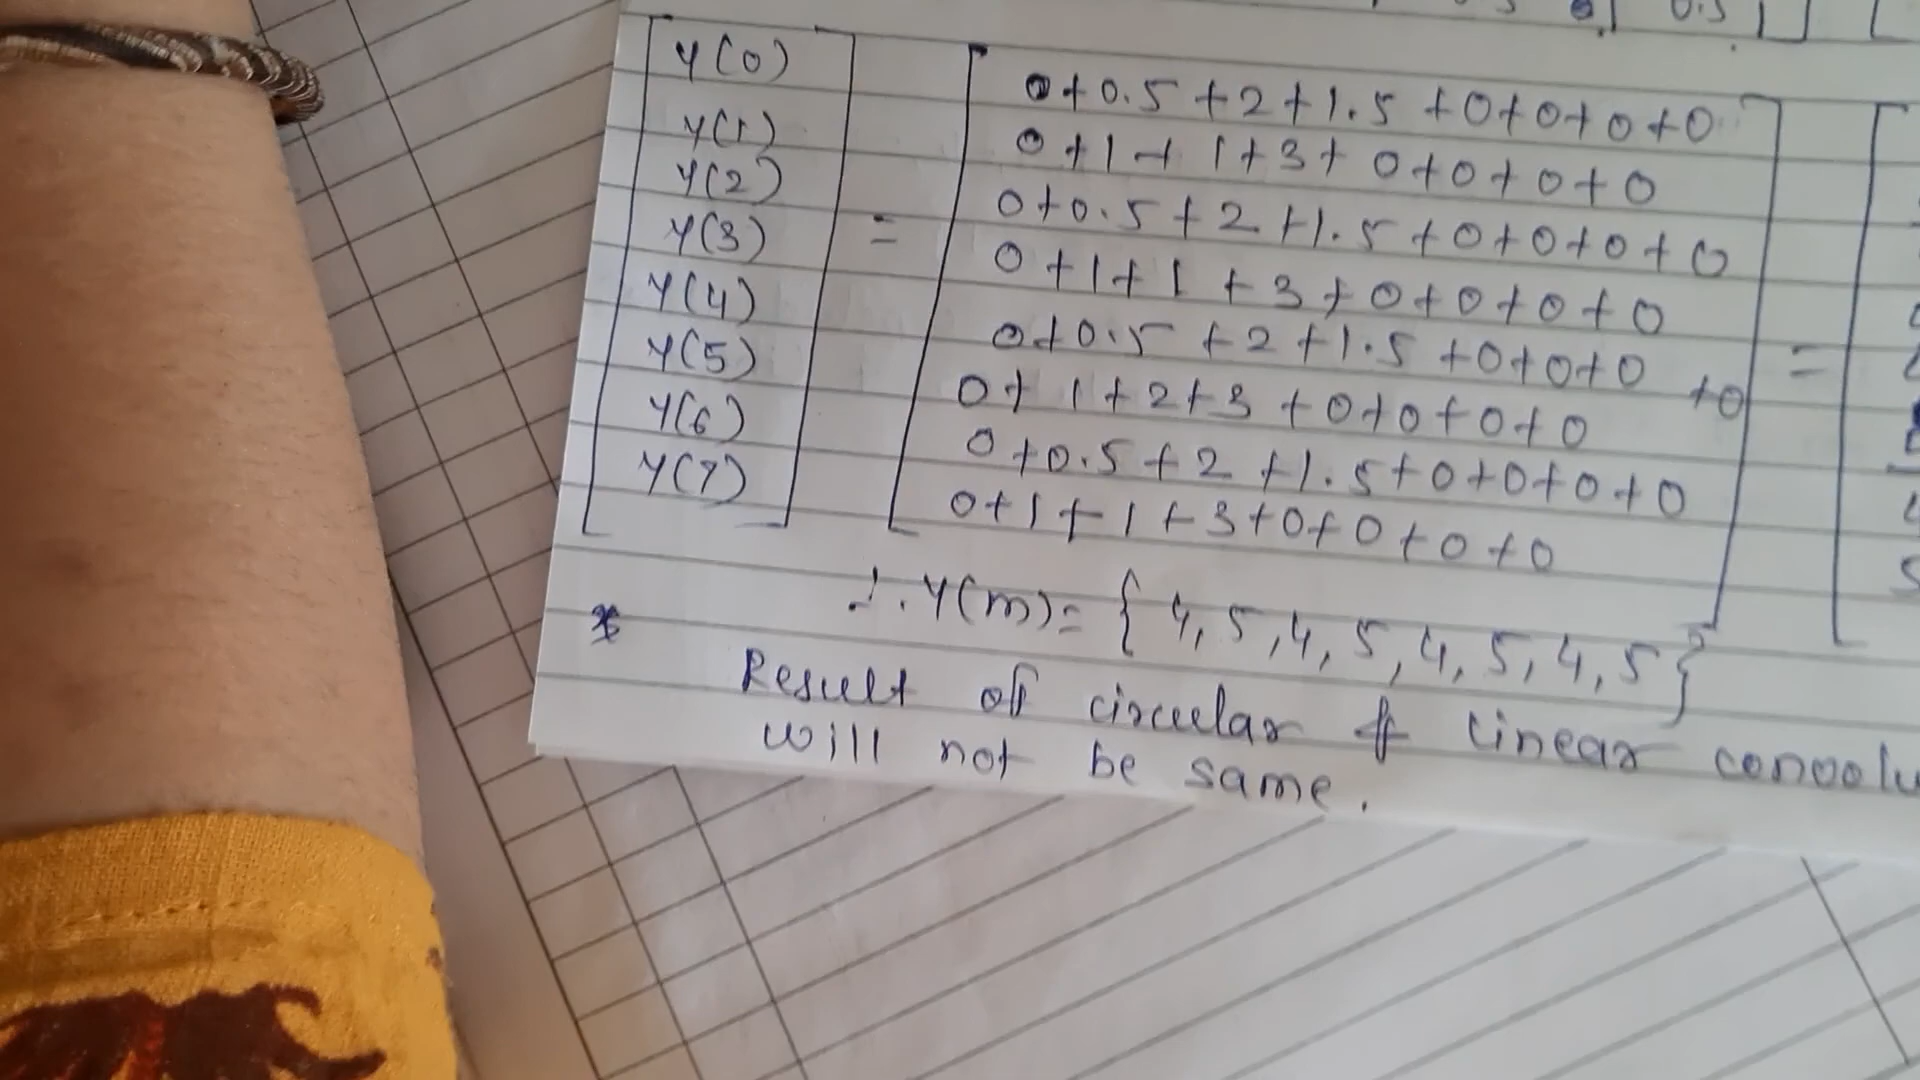 0.5
y(0)
y(1)
y(2)
y(3)
y(4)
y(5)
y(6)
y(7)
=
0+0.5+2+1.5+0+0+0+0
0+1+1+3+0+0+0+0
0+0.5+2+1.5+0+0+0+0
0+1+1+3+0+0+0+0
0+0.5+2+1.5+0+0+0+0
0+1+2+3+0+0+0+0
0+0.5+2+1.5+0+0+0+0
0+1+1+3+0+0+0+0
=
∴ y(m) = {4,5,4,5,4,5,4,5}
* Result of circular & linear convolu
will not be same.